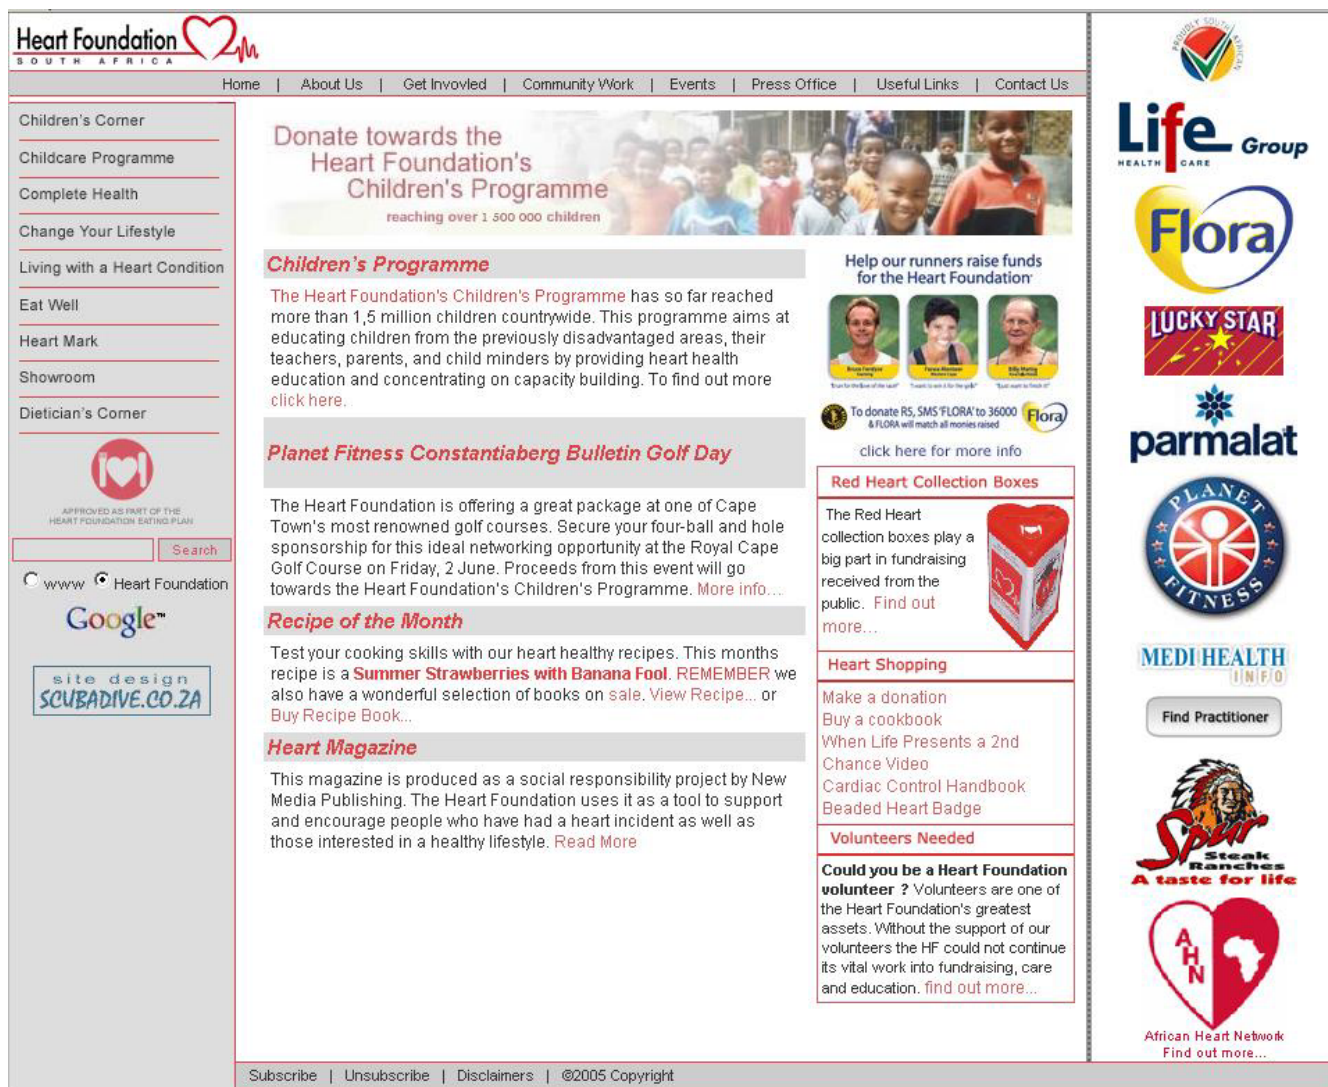 Heart Foundation
SOUTH AFRICA
Home | About Us | Get Invovled | Community Work | Events | Press Office | Useful Links | Contact Us
Children's Corner
Childcare Programme
Complete Health
Change Your Lifestyle
Living with a Heart Condition
Eat Well
Heart Mark
Showroom
Dietician's Corner
APPROVED AS PART OF THE
HEART FOUNDATION EATING PLAN
Search
www Heart Foundation
Google™
site design
SCUBADIVE.CO.ZA
Donate towards the
Heart Foundation's
Children's Programme
reaching over 1 500 000 children
Children's Programme
The Heart Foundation's Children's Programme has so far reached
more than 1,5 million children countrywide. This programme aims at
educating children from the previously disadvantaged areas, their
teachers, parents, and child minders by providing heart health
education and concentrating on capacity building. To find out more
click here.
Planet Fitness Constantiaberg Bulletin Golf Day
The Heart Foundation is offering a great package at one of Cape
Town's most renowned golf courses. Secure your four-ball and hole
sponsorship for this ideal networking opportunity at the Royal Cape
Golf Course on Friday, 2 June. Proceeds from this event will go
towards the Heart Foundation's Children's Programme. More info...
Recipe of the Month
Test your cooking skills with our heart healthy recipes. This months
recipe is a Summer Strawberries with Banana Fool. REMEMBER we
also have a wonderful selection of books on sale. View Recipe... or
Buy Recipe Book...
Heart Magazine
This magazine is produced as a social responsibility project by New
Media Publishing. The Heart Foundation uses it as a tool to support
and encourage people who have had a heart incident as well as
those interested in a healthy lifestyle. Read More
Help our runners raise funds
for the Heart Foundation
To donate R5, SMS 'FLORA' to 36000
& FLORA will match all monies raised
Flora
click here for more info
Red Heart Collection Boxes
The Red Heart
collection boxes play a
big part in fundraising
received from the
public. Find out
more...
Heart Shopping
Make a donation
Buy a cookbook
When Life Presents a 2nd
Chance Video
Cardiac Control Handbook
Beaded Heart Badge
Volunteers Needed
Could you be a Heart Foundation
volunteer ? Volunteers are one of
the Heart Foundation's greatest
assets. Without the support of our
volunteers the HF could not continue
its vital work into fundraising, care
and education. find out more...
PROUDLY SOUTH AFRICAN
Life Group
HEALTH CARE
Flora
LUCKY STAR
parmalat
PLANET
FITNESS
MEDI HEALTH
INFO
Find Practitioner
Spur
Steak
Ranches
A taste for life
AHN
African Heart Network
Find out more...
Subscribe | Unsubscribe | Disclaimers | ©2005 Copyright